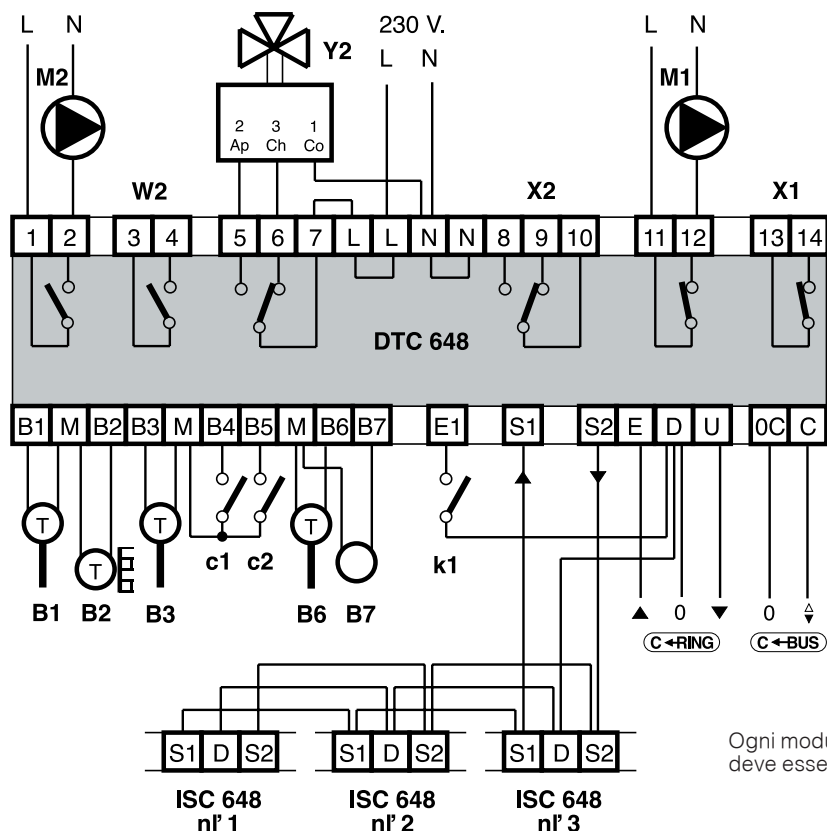 L N 230 V. L N
M2 Y2 L N M1
2 3 1
Ap Ch Co
W2 X2 X1
1 2 3 4 5 6 7 L L N N 8 9 10 11 12 13 14
DTC 648
B1 M B2 B3 M B4 B5 M B6 B7 E1 S1 S2 E D U 0C C
T T T T
c1 c2 k1
B1 B2 B3 B6 B7
0 0
C RING C BUS
S1 D S2 S1 D S2 S1 D S2
ISC 648 ISC 648 ISC 648
nľ 1 nľ 2 nľ 3
Ogni modu
deve esse